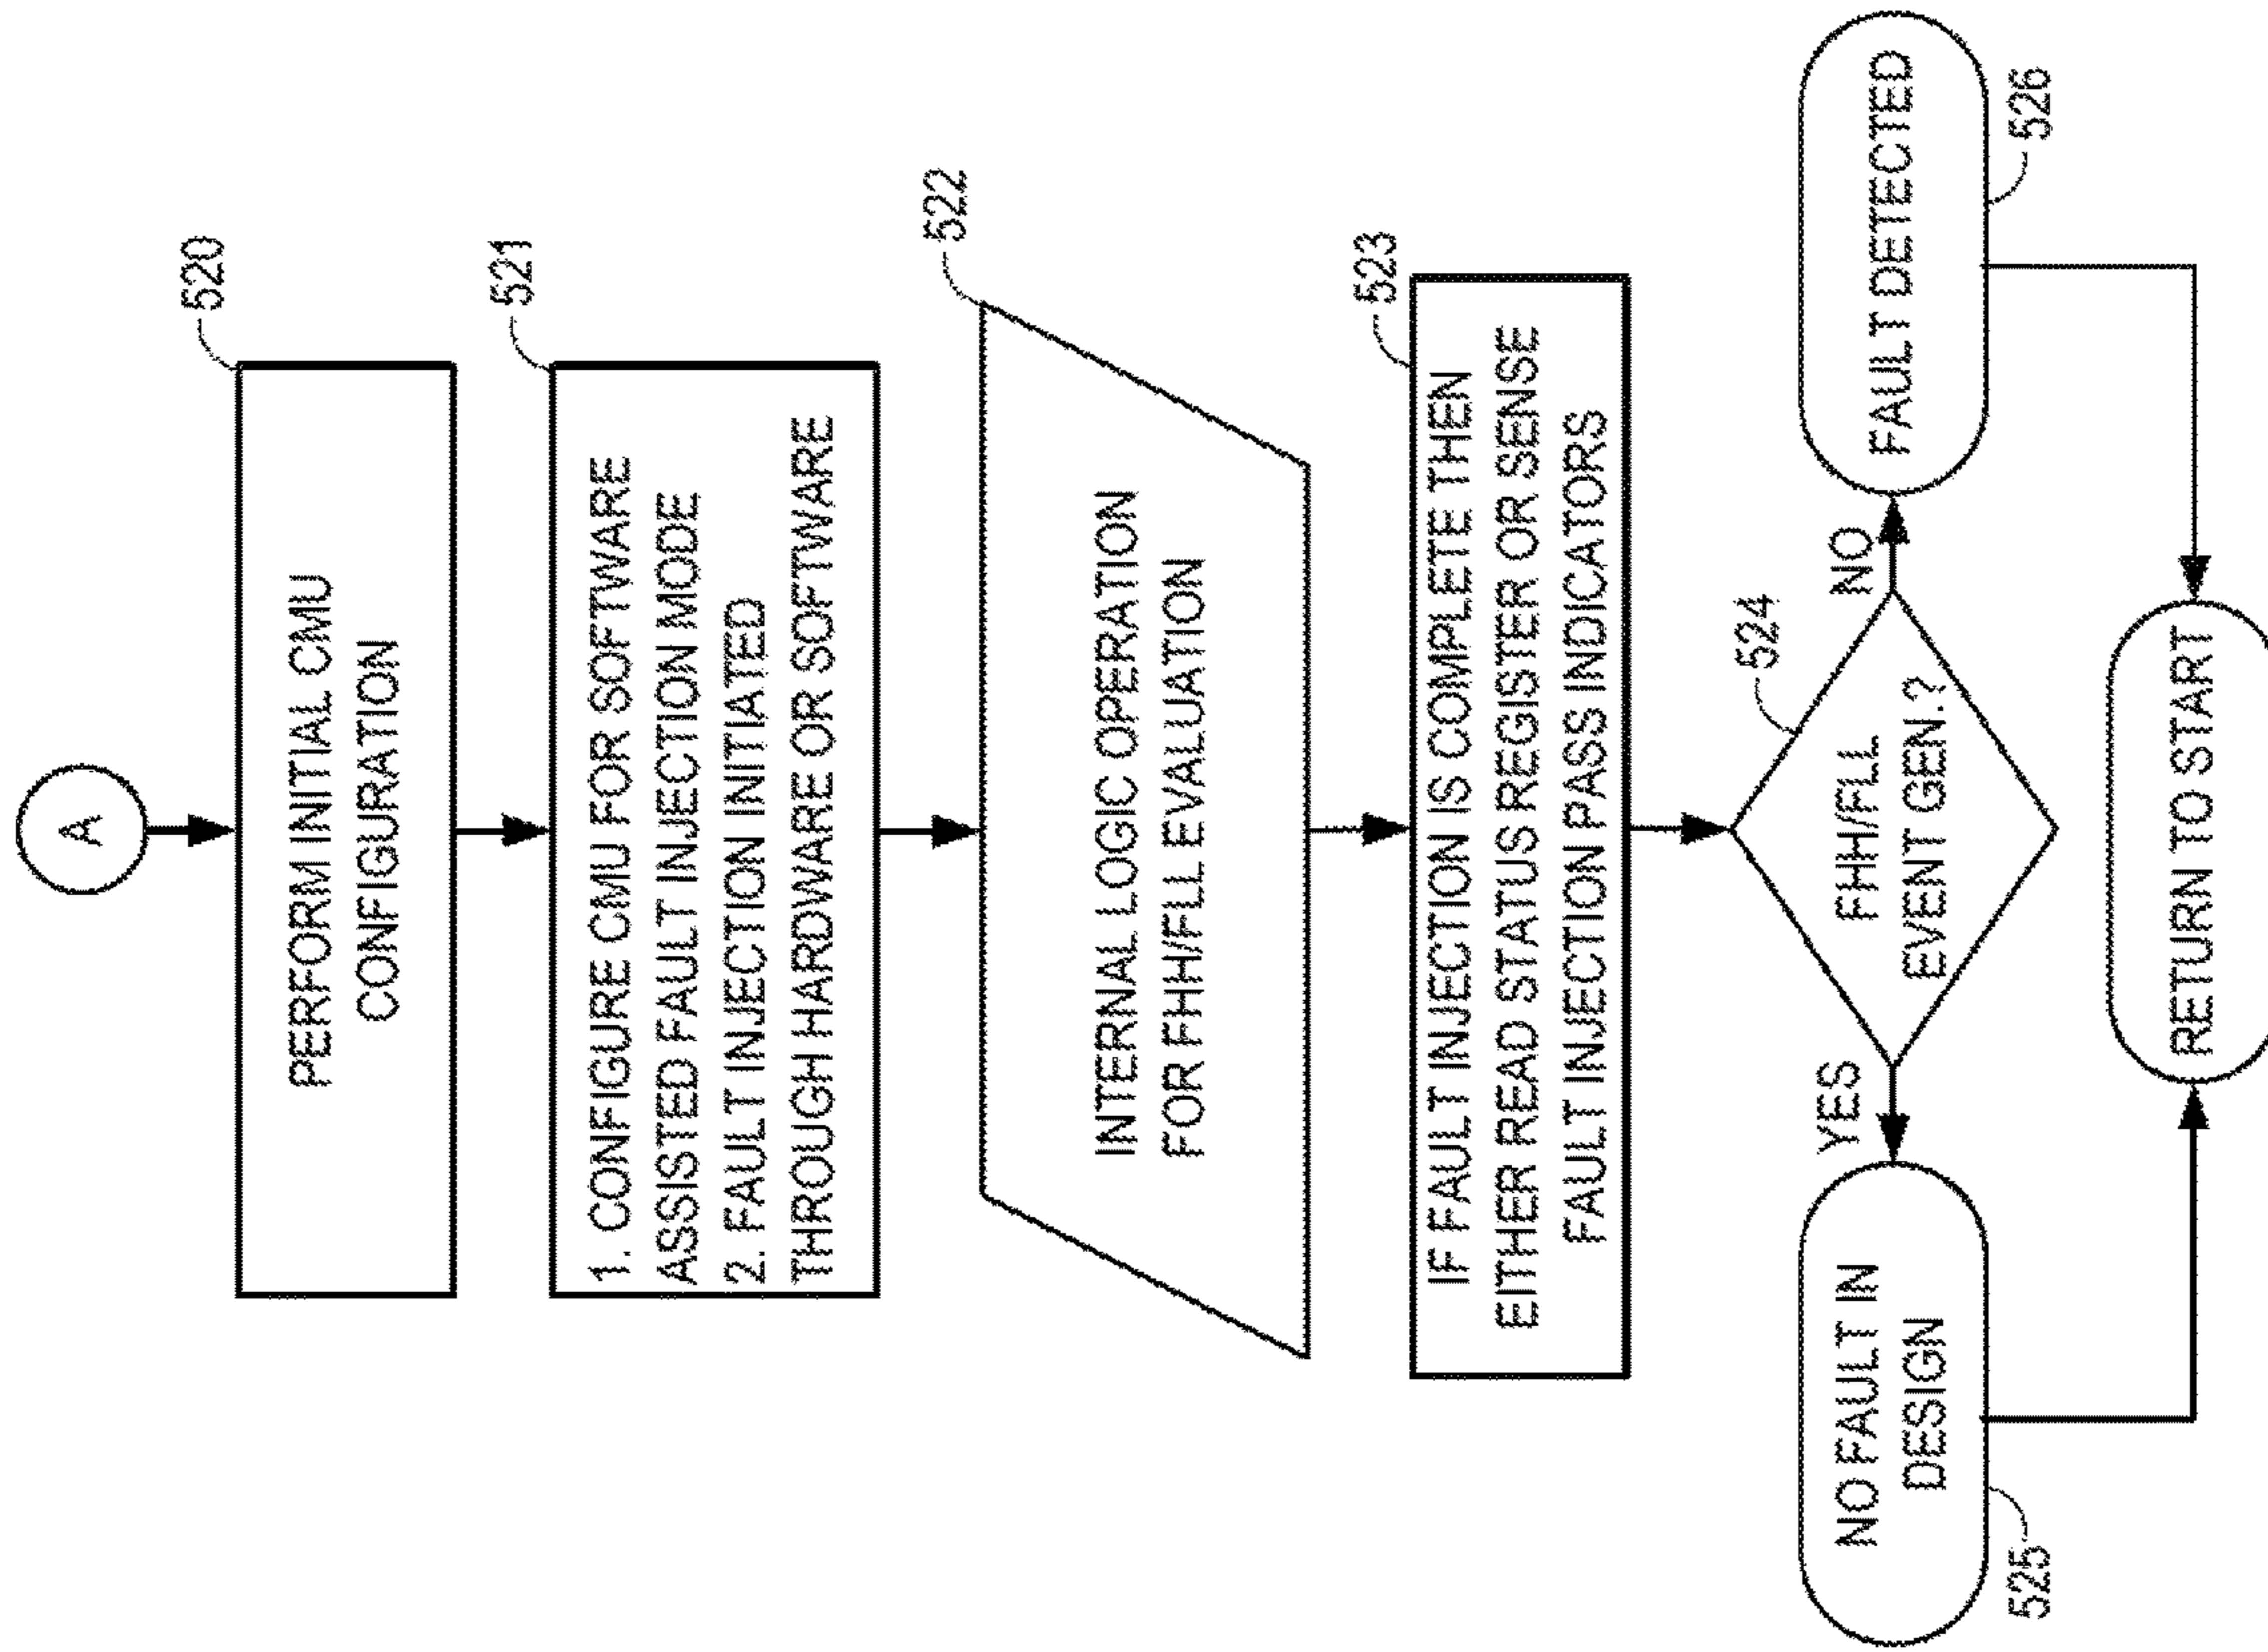 A
520
PERFORM INITIAL CMU
CONFIGURATION
521
1. CONFIGURE CMU FOR SOFTWARE
ASSISTED FAULT INJECTION MODE
2. FAULT INJECTION INITIATED
THROUGH HARDWARE OR SOFTWARE
522
INTERNAL LOGIC OPERATION
FOR FHH/FLL EVALUATION
523
IF FAULT INJECTION IS COMPLETE THEN
EITHER READ STATUS REGISTER OR SENSE
FAULT INJECTION PASS INDICATORS
524
FHH/FLL
EVENT GEN.?
YES
NO
NO FAULT IN
DESIGN
525
FAULT DETECTED
526
RETURN TO START